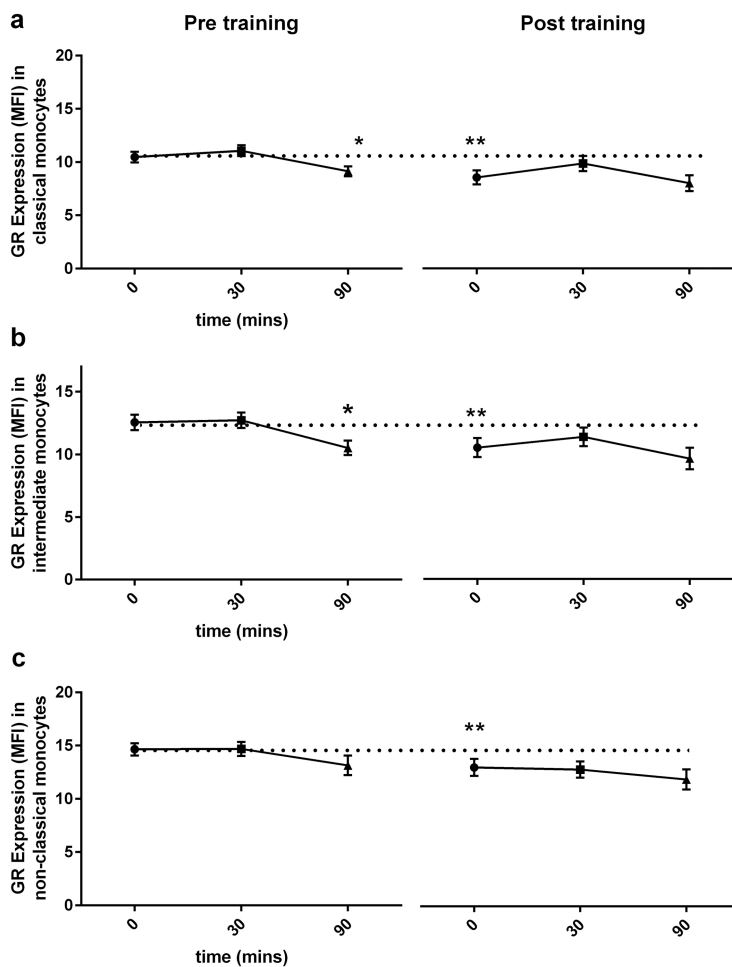 a
Pre training
Post training
GR Expression (MFI) in
classical monocytes
20
15
10
5
0
*
**
0
30
90
0
30
90
time (mins)
b
GR Expression (MFI) in
intermediate monocytes
15
10
5
0
*
**
0
30
90
0
30
90
time (mins)
c
GR Expression (MFI) in
non-classical monocytes
20
15
10
5
0
**
0
30
90
0
30
90
time (mins)